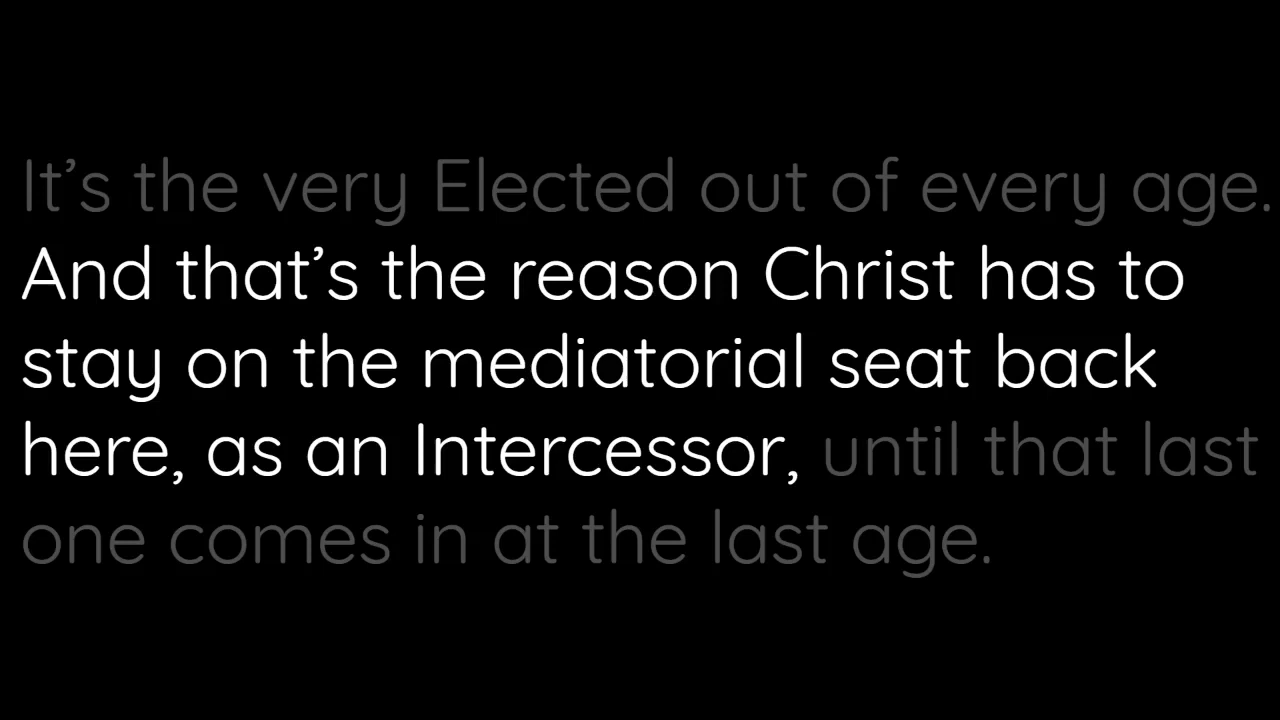 It’s the very Elected out of every age.
And that’s the reason Christ has to
stay on the mediatorial seat back
here, as an Intercessor, until that last
one comes in at the last age.